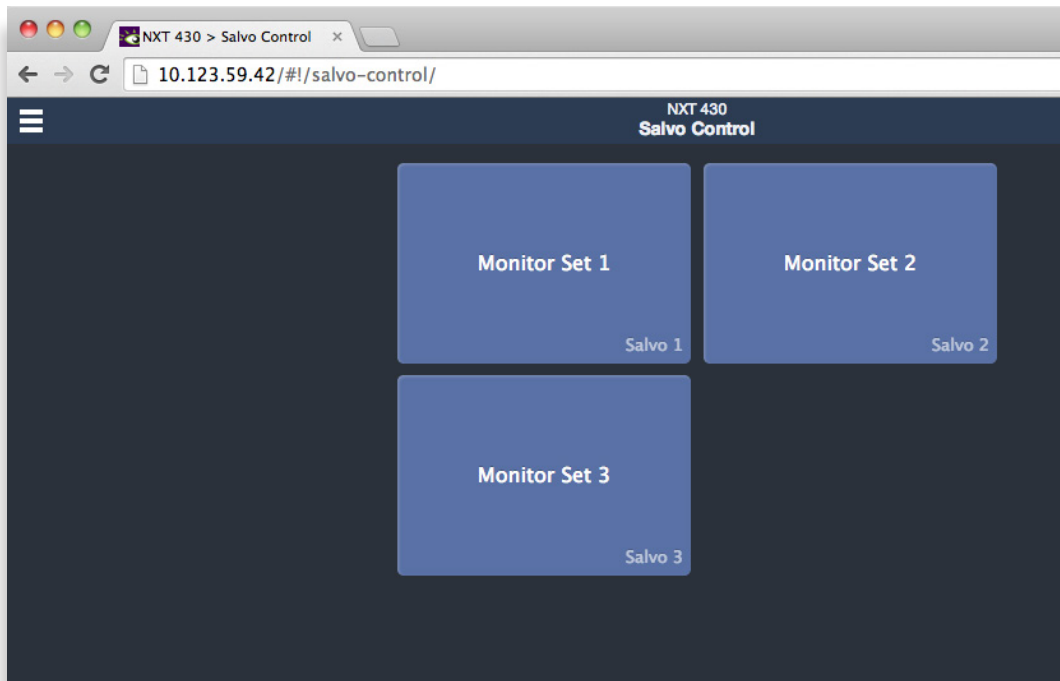 NXT 430 > Salvo Control
10.123.59.42/#!/salvo-control/
NXT 430
Salvo Control
Monitor Set 1
Salvo 1
Monitor Set 2
Salvo 2
Monitor Set 3
Salvo 3